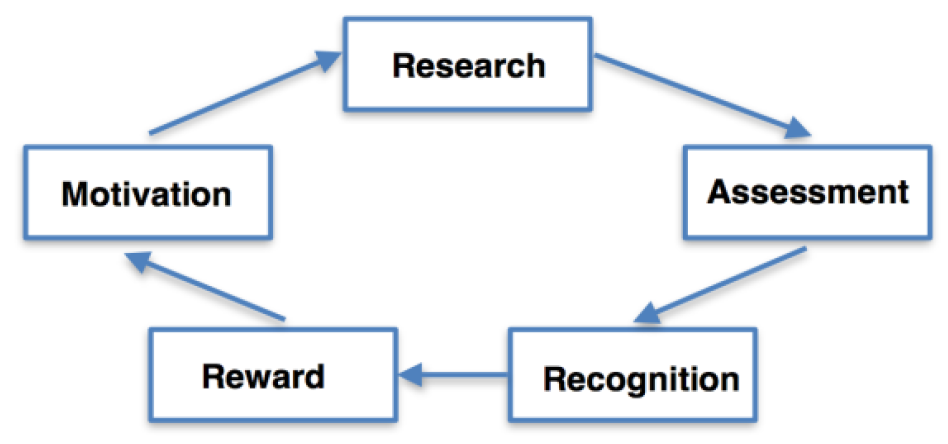 Research
Assessment
Recognition
Reward
Motivation